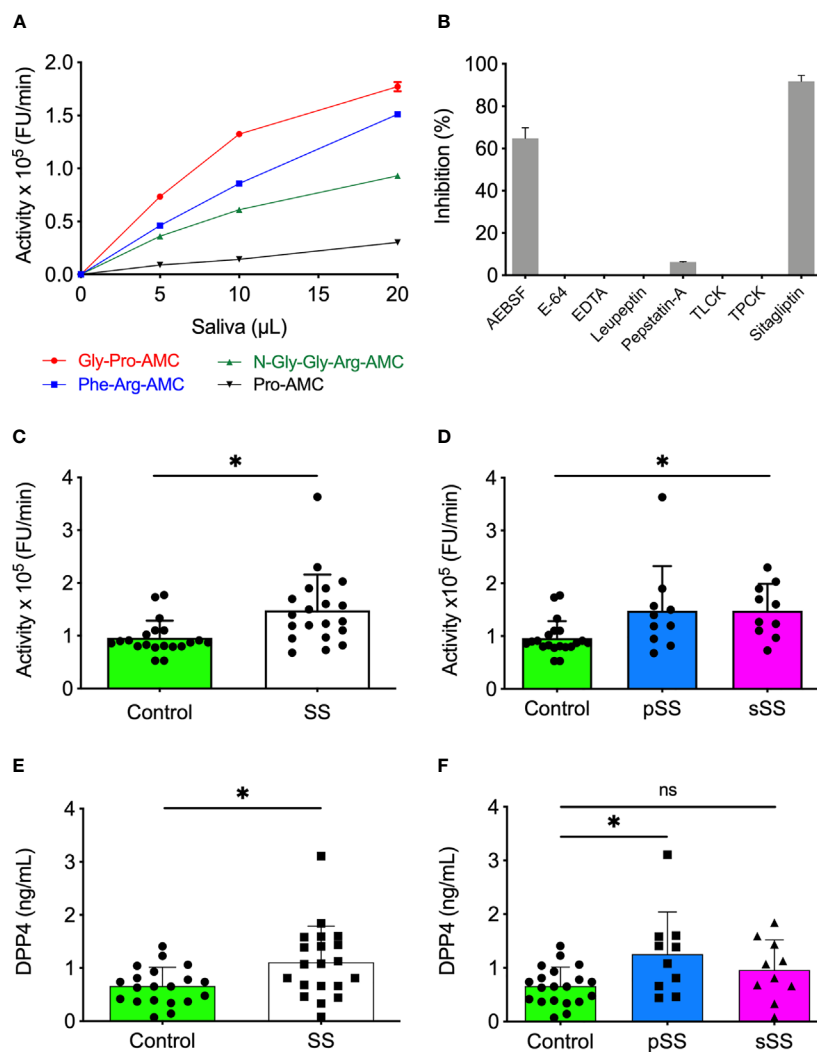 A
Activity x 10⁵ (FU/min)
2.0
1.5
1.0
0.5
0.0
0 5 10 15 20
Saliva (µL)
Gly-Pro-AMC
N-Gly-Gly-Arg-AMC
Phe-Arg-AMC
Pro-AMC
B
Inhibition (%)
100
80
60
40
20
0
AEBSF
E-64
EDTA
Leupeptin
Pepstatin-A
TLCK
TPCK
Sitagliptin
C
Activity x 10⁵ (FU/min)
4
3
2
1
0
*
Control SS
D
Activity x10⁵ (FU/min)
4
3
2
1
0
*
Control pSS sSS
E
DPP4 (ng/mL)
4
3
2
1
0
*
Control SS
F
DPP4 (ng/mL)
4
3
2
1
0
ns
*
Control pSS sSS